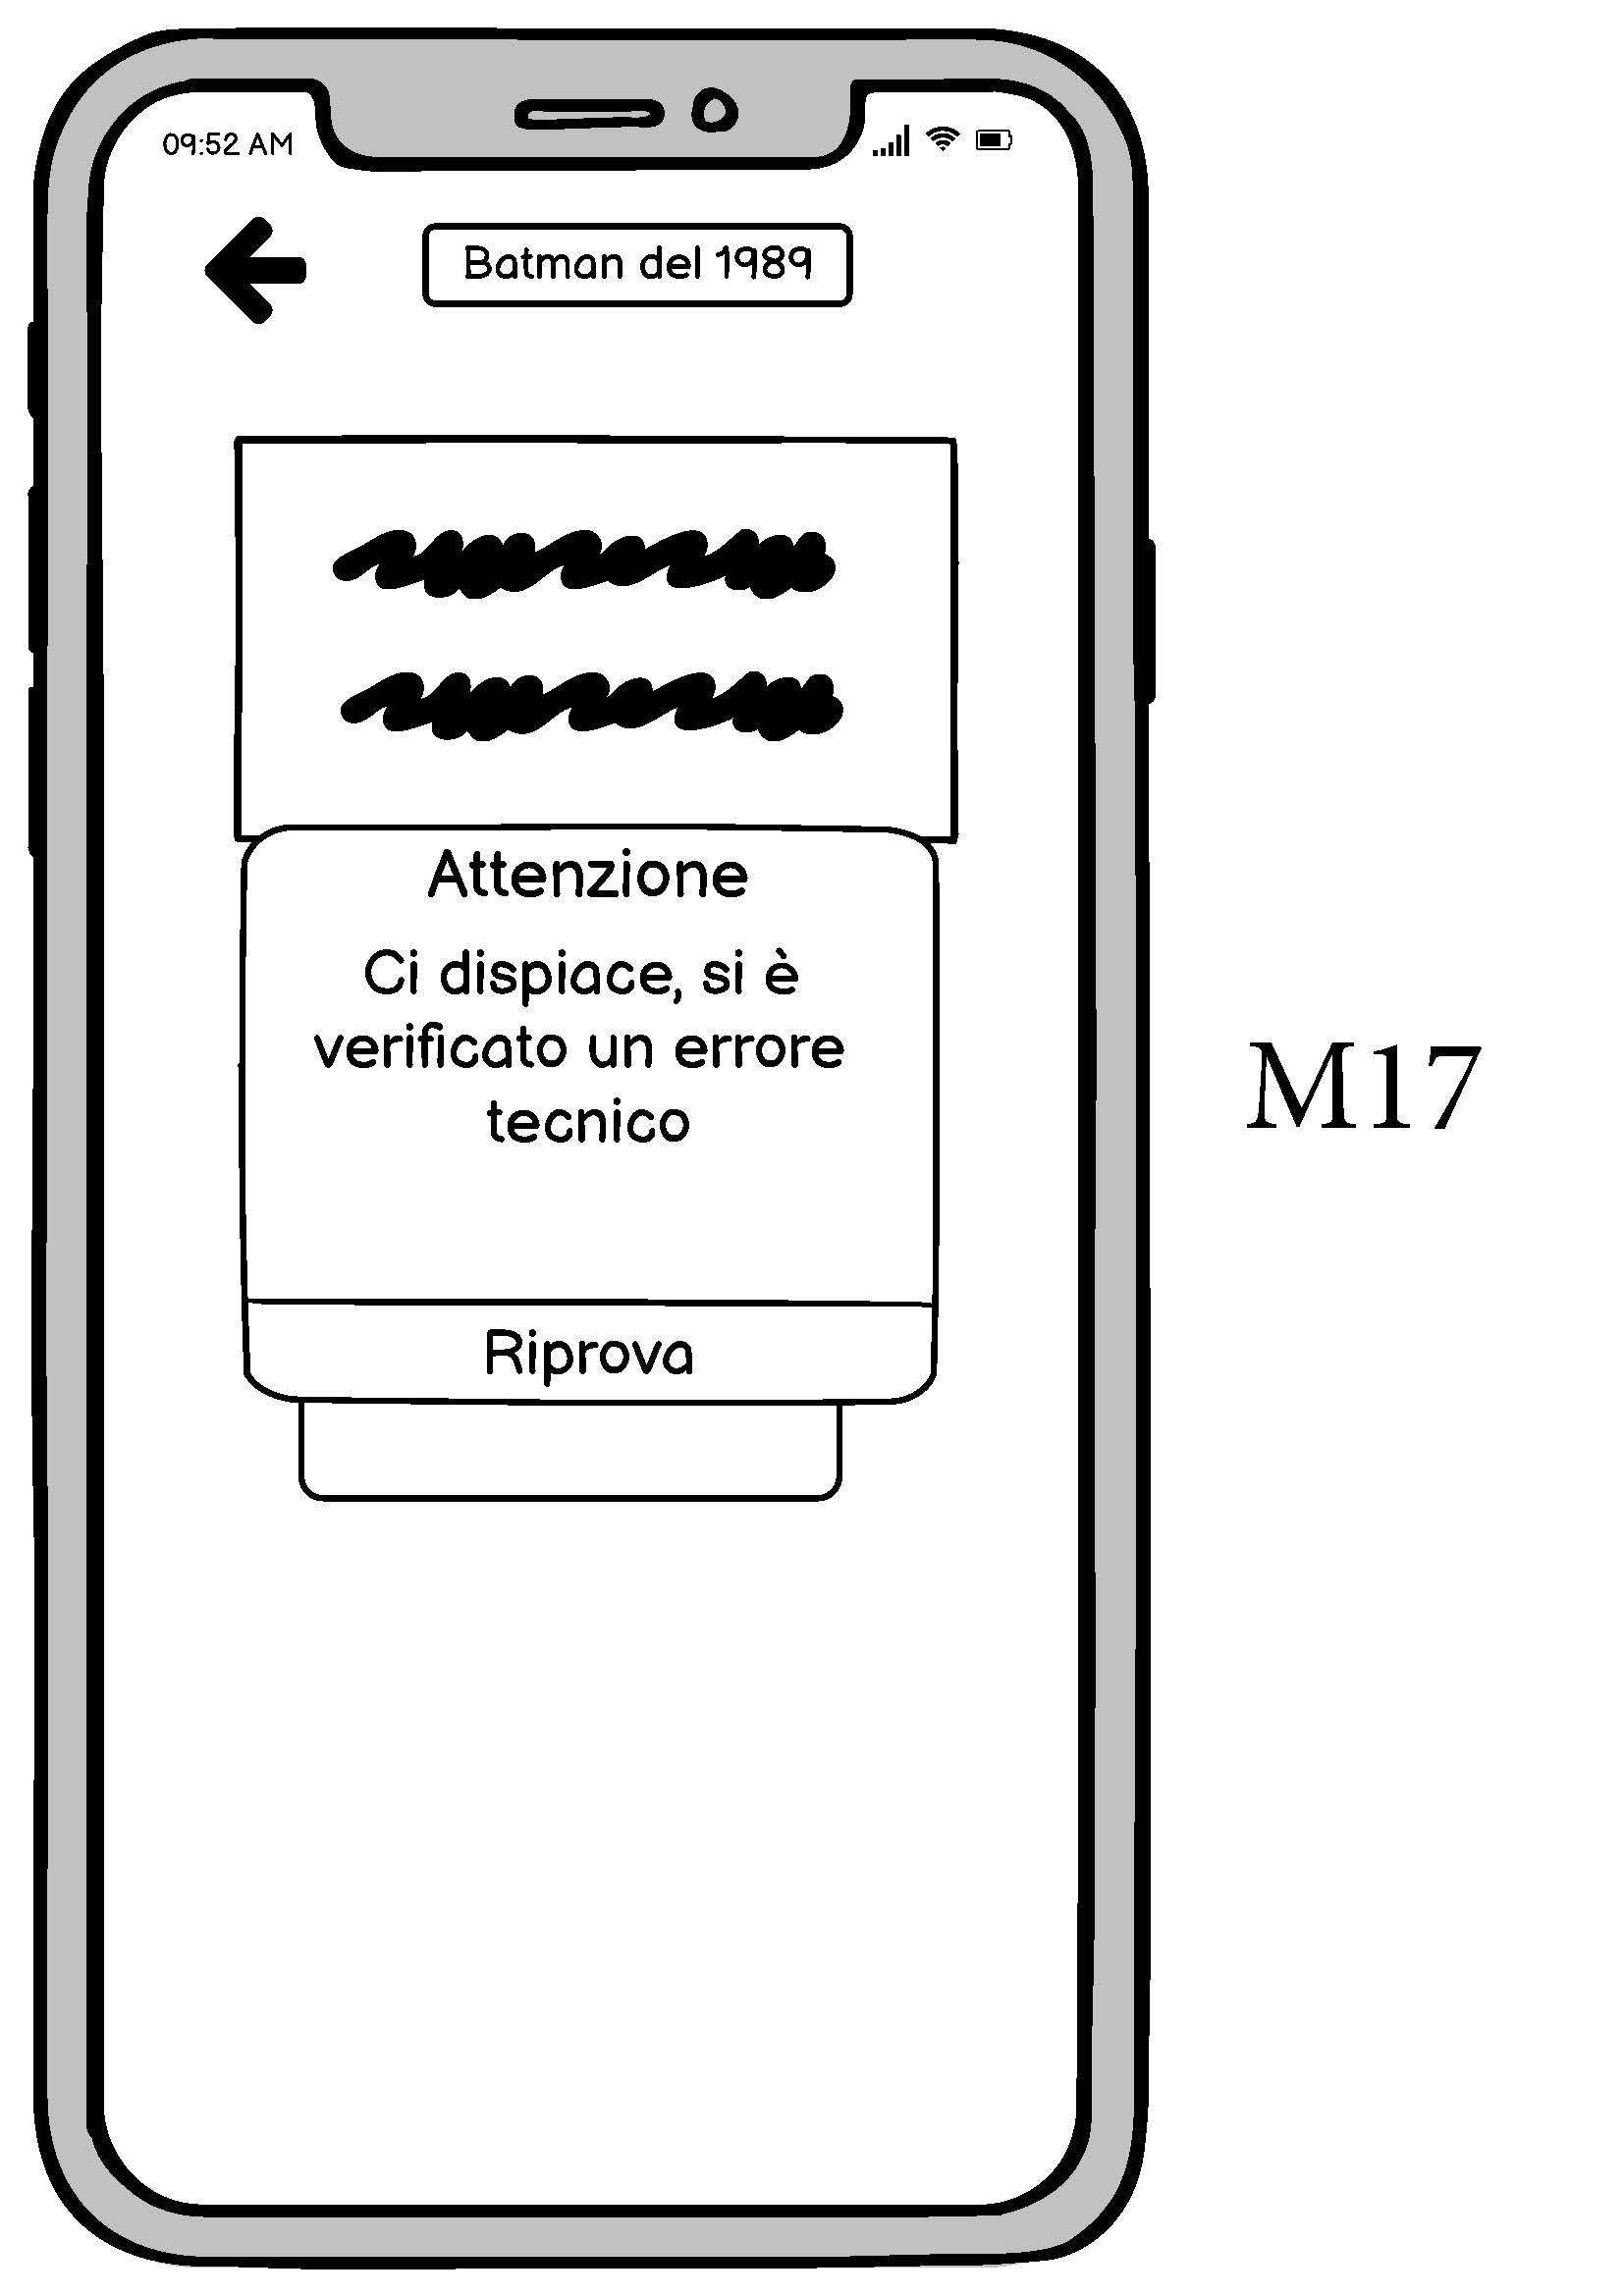 09:52 AM
Batman del 1989
Attenzione
Ci dispiace, si è
verificato un errore
tecnico
M17
Riprova